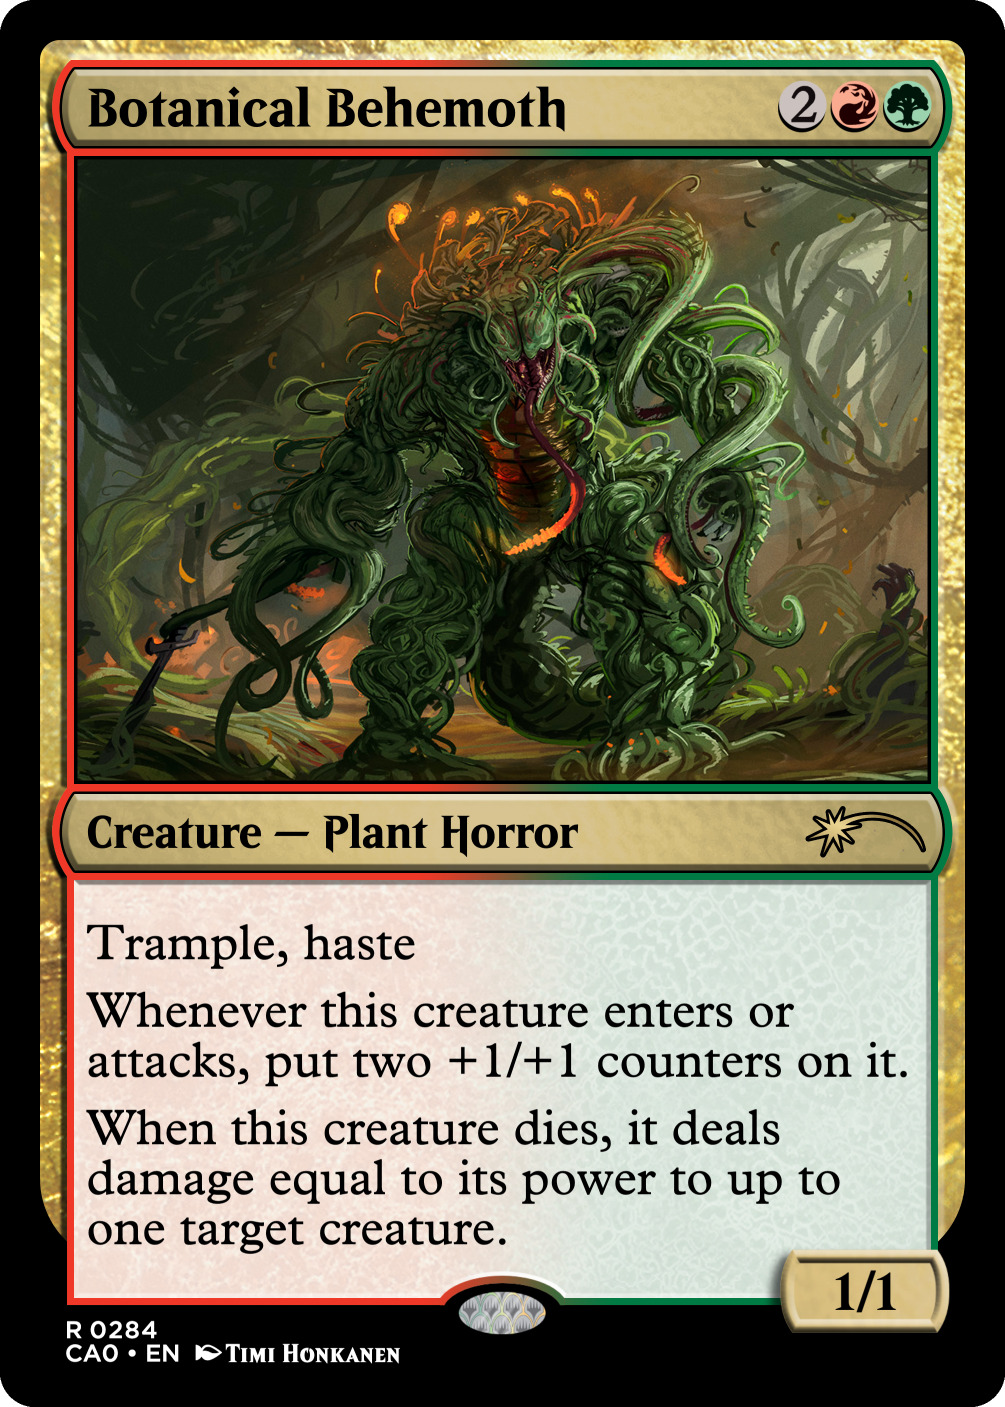 Botanical Behemoth 2
Creature — Plant Horror
Trample, haste
Whenever this creature enters or
attacks, put two +1/+1 counters on it.
When this creature dies, it deals
damage equal to its power to up to
one target creature.
1/1
R 0284
CAO • EN TIMI HONKANEN